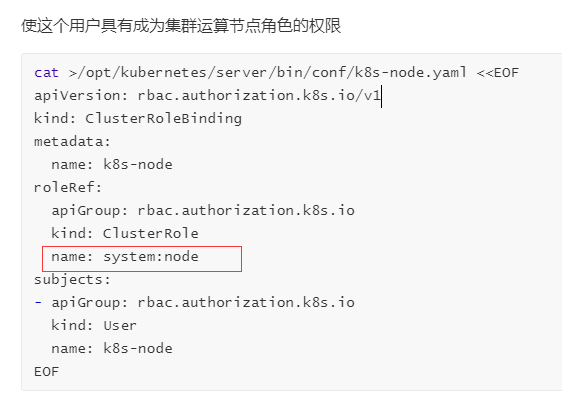 使这个用户具有成为集群运算节点角色的权限
cat >/opt/kubernetes/server/bin/conf/k8s-node.yaml <<EOF
apiVersion: rbac.authorization.k8s.io/v1
kind: ClusterRoleBinding
metadata:
  name: k8s-node
roleRef:
  apiGroup: rbac.authorization.k8s.io
  kind: ClusterRole
  name: system:node
subjects:
- apiGroup: rbac.authorization.k8s.io
  kind: User
  name: k8s-node
EOF